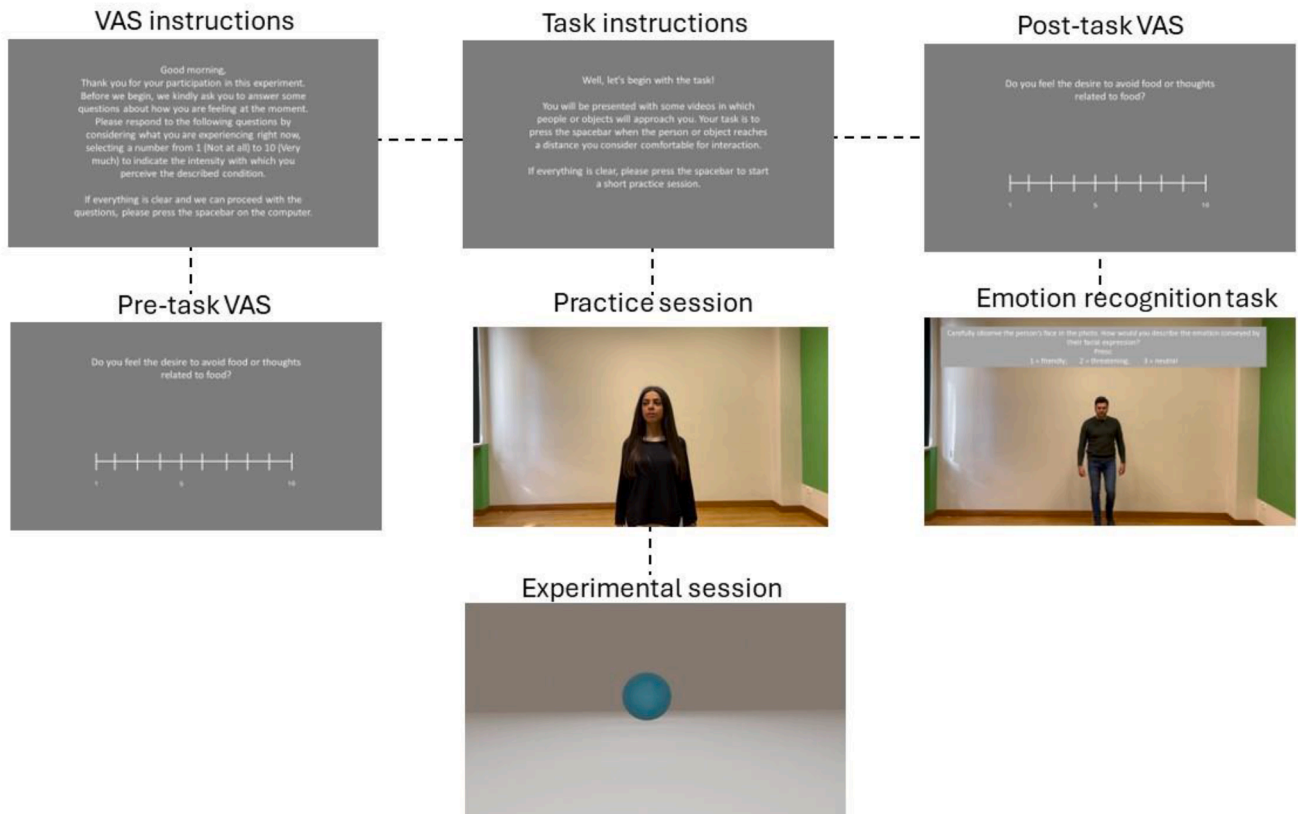 VAS instructions
Good morning,
Thank you for your participation in this experiment.
Before we begin, we kindly ask you to answer some
questions about how you are feeling at the moment.
Please respond to the following questions by
considering what you are experiencing right now,
selecting a number from 1 (Not at all) to 10 (Very
much) to indicate the intensity with which you
perceive the described condition.
If everything is clear and we can proceed with the
questions, please press the spacebar on the computer.
Task instructions
Well, let's begin with the task!
You will be presented with some videos in which
people or objects will approach you. Your task is to
press the spacebar when the person or object reaches
a distance you consider comfortable for interaction.
If everything is clear, please press the spacebar to start
a short practice session.
Post-task VAS
Do you feel the desire to avoid food or thoughts
related to food?
1 5 10
Pre-task VAS
Do you feel the desire to avoid food or thoughts
related to food?
1 5 10
Practice session
Emotion recognition task
Carefully observe the person's face in the photo. How would you describe the emotion conveyed by
their facial expression?
Press:
1 = friendly; 2 = threatening; 3 = neutral
Experimental session